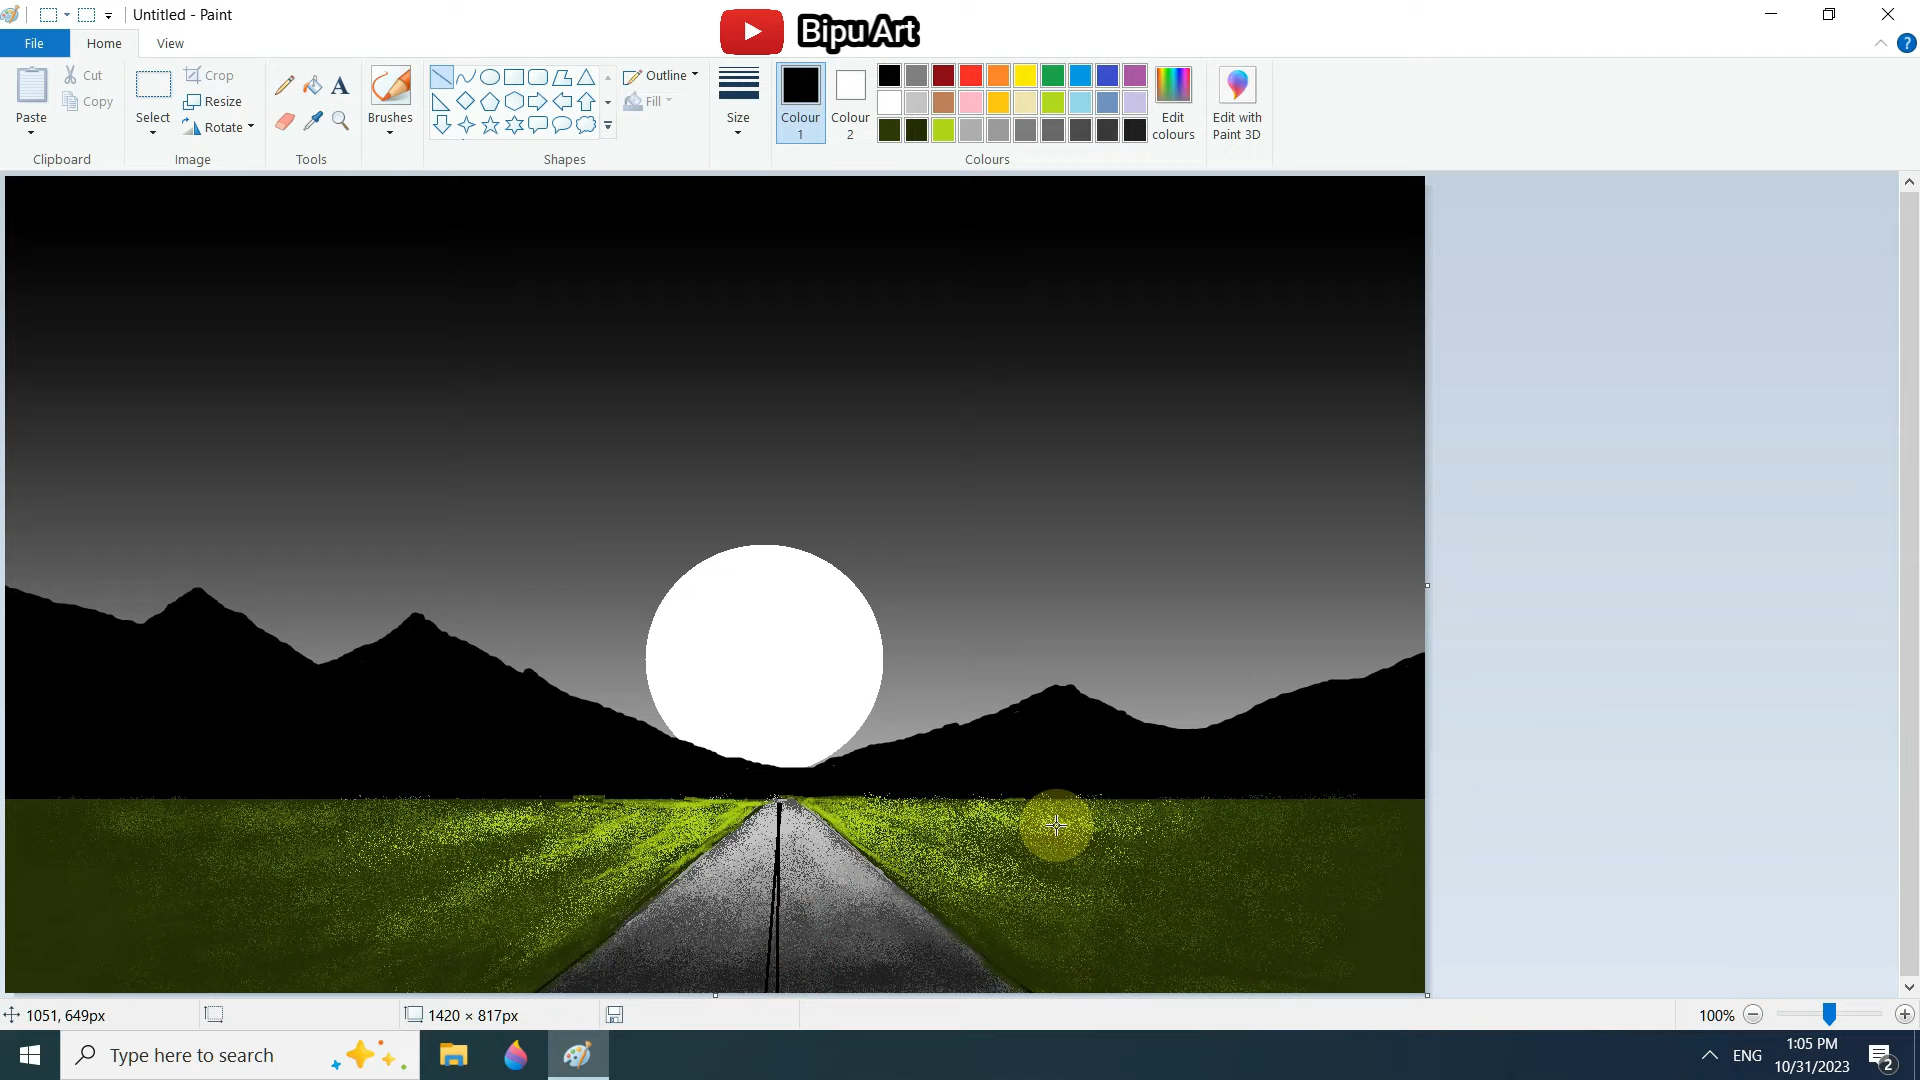 Untitled - Paint
Bipu Art
File
Home
View
Paste
Cut
Copy
Clipboard
Select
Crop
Resize
Rotate
Image
Tools
Brushes
Shapes
Outline
Fill
Size
Colour
1
Colour
2
Colours
Edit
colours
Edit with
Paint 3D
1051, 649px
1420 × 817px
100%
Type here to search
ENG
1:05 PM
10/31/2023
2